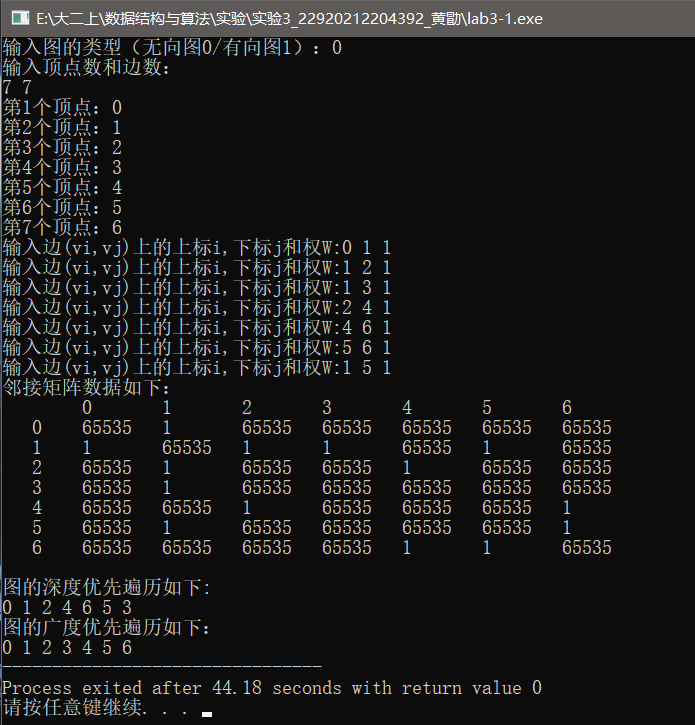 E:\大二上\数据结构与算法\实验\实验3_22920212204392_黄勖\lab3-1.exe
输入图的类型（无向图0/有向图1）：0
输入顶点数和边数：
7 7
第1个顶点：0
第2个顶点：1
第3个顶点：2
第4个顶点：3
第5个顶点：4
第6个顶点：5
第7个顶点：6
输入边(vi,vj)上的上标i,下标j和权W:0 1 1
输入边(vi,vj)上的上标i,下标j和权W:1 2 1
输入边(vi,vj)上的上标i,下标j和权W:1 3 1
输入边(vi,vj)上的上标i,下标j和权W:2 4 1
输入边(vi,vj)上的上标i,下标j和权W:4 6 1
输入边(vi,vj)上的上标i,下标j和权W:5 6 1
输入边(vi,vj)上的上标i,下标j和权W:1 5 1
邻接矩阵数据如下：
0 1 2 3 4 5 6
0 65535 1 65535 65535 65535 65535 65535
1 1 65535 1 1 65535 1 65535
2 65535 1 65535 65535 1 65535 65535
3 65535 1 65535 65535 65535 65535 65535
4 65535 65535 1 65535 65535 65535 1
5 65535 1 65535 65535 65535 65535 1
6 65535 65535 65535 65535 1 1 65535
图的深度优先遍历如下:
0 1 2 4 6 5 3
图的广度优先遍历如下：
0 1 2 3 4 5 6
--------------------------------
Process exited after 44.18 seconds with return value 0
请按任意键继续. . .